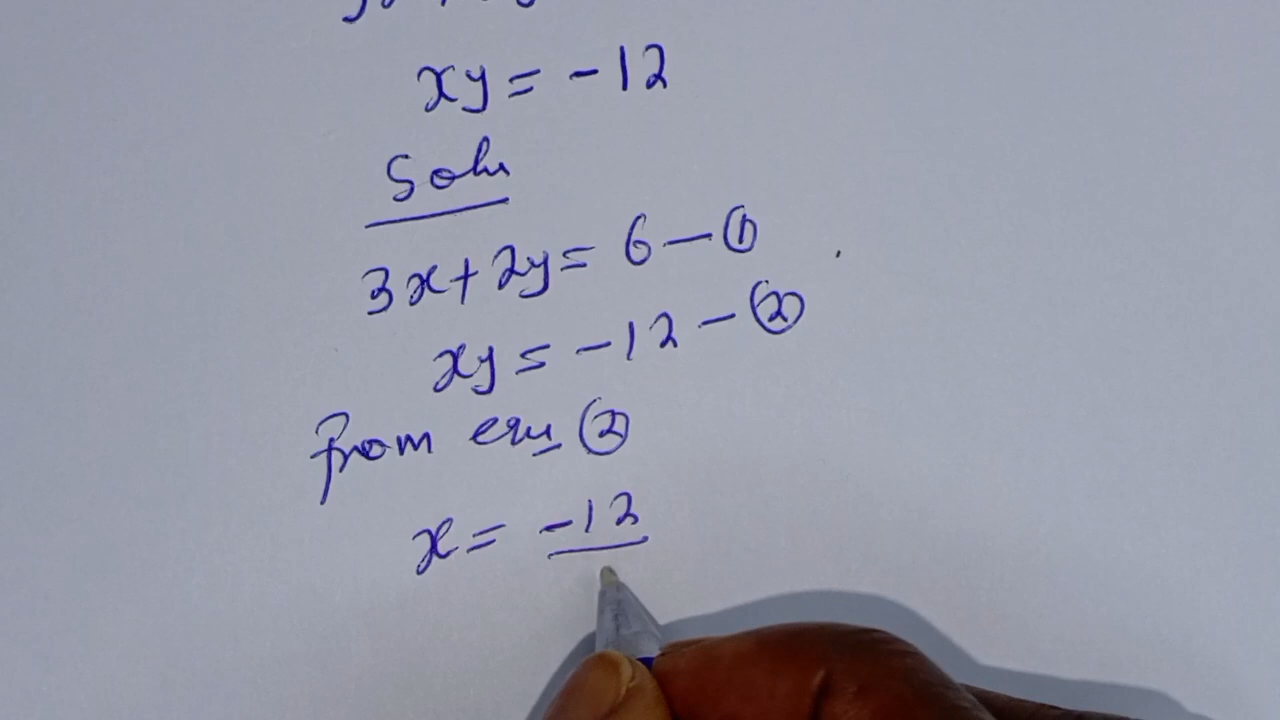 xy = -12
Soln
3x + 2y = 6 — ①
xy = -12 — ②
from eqn ②
x = -12